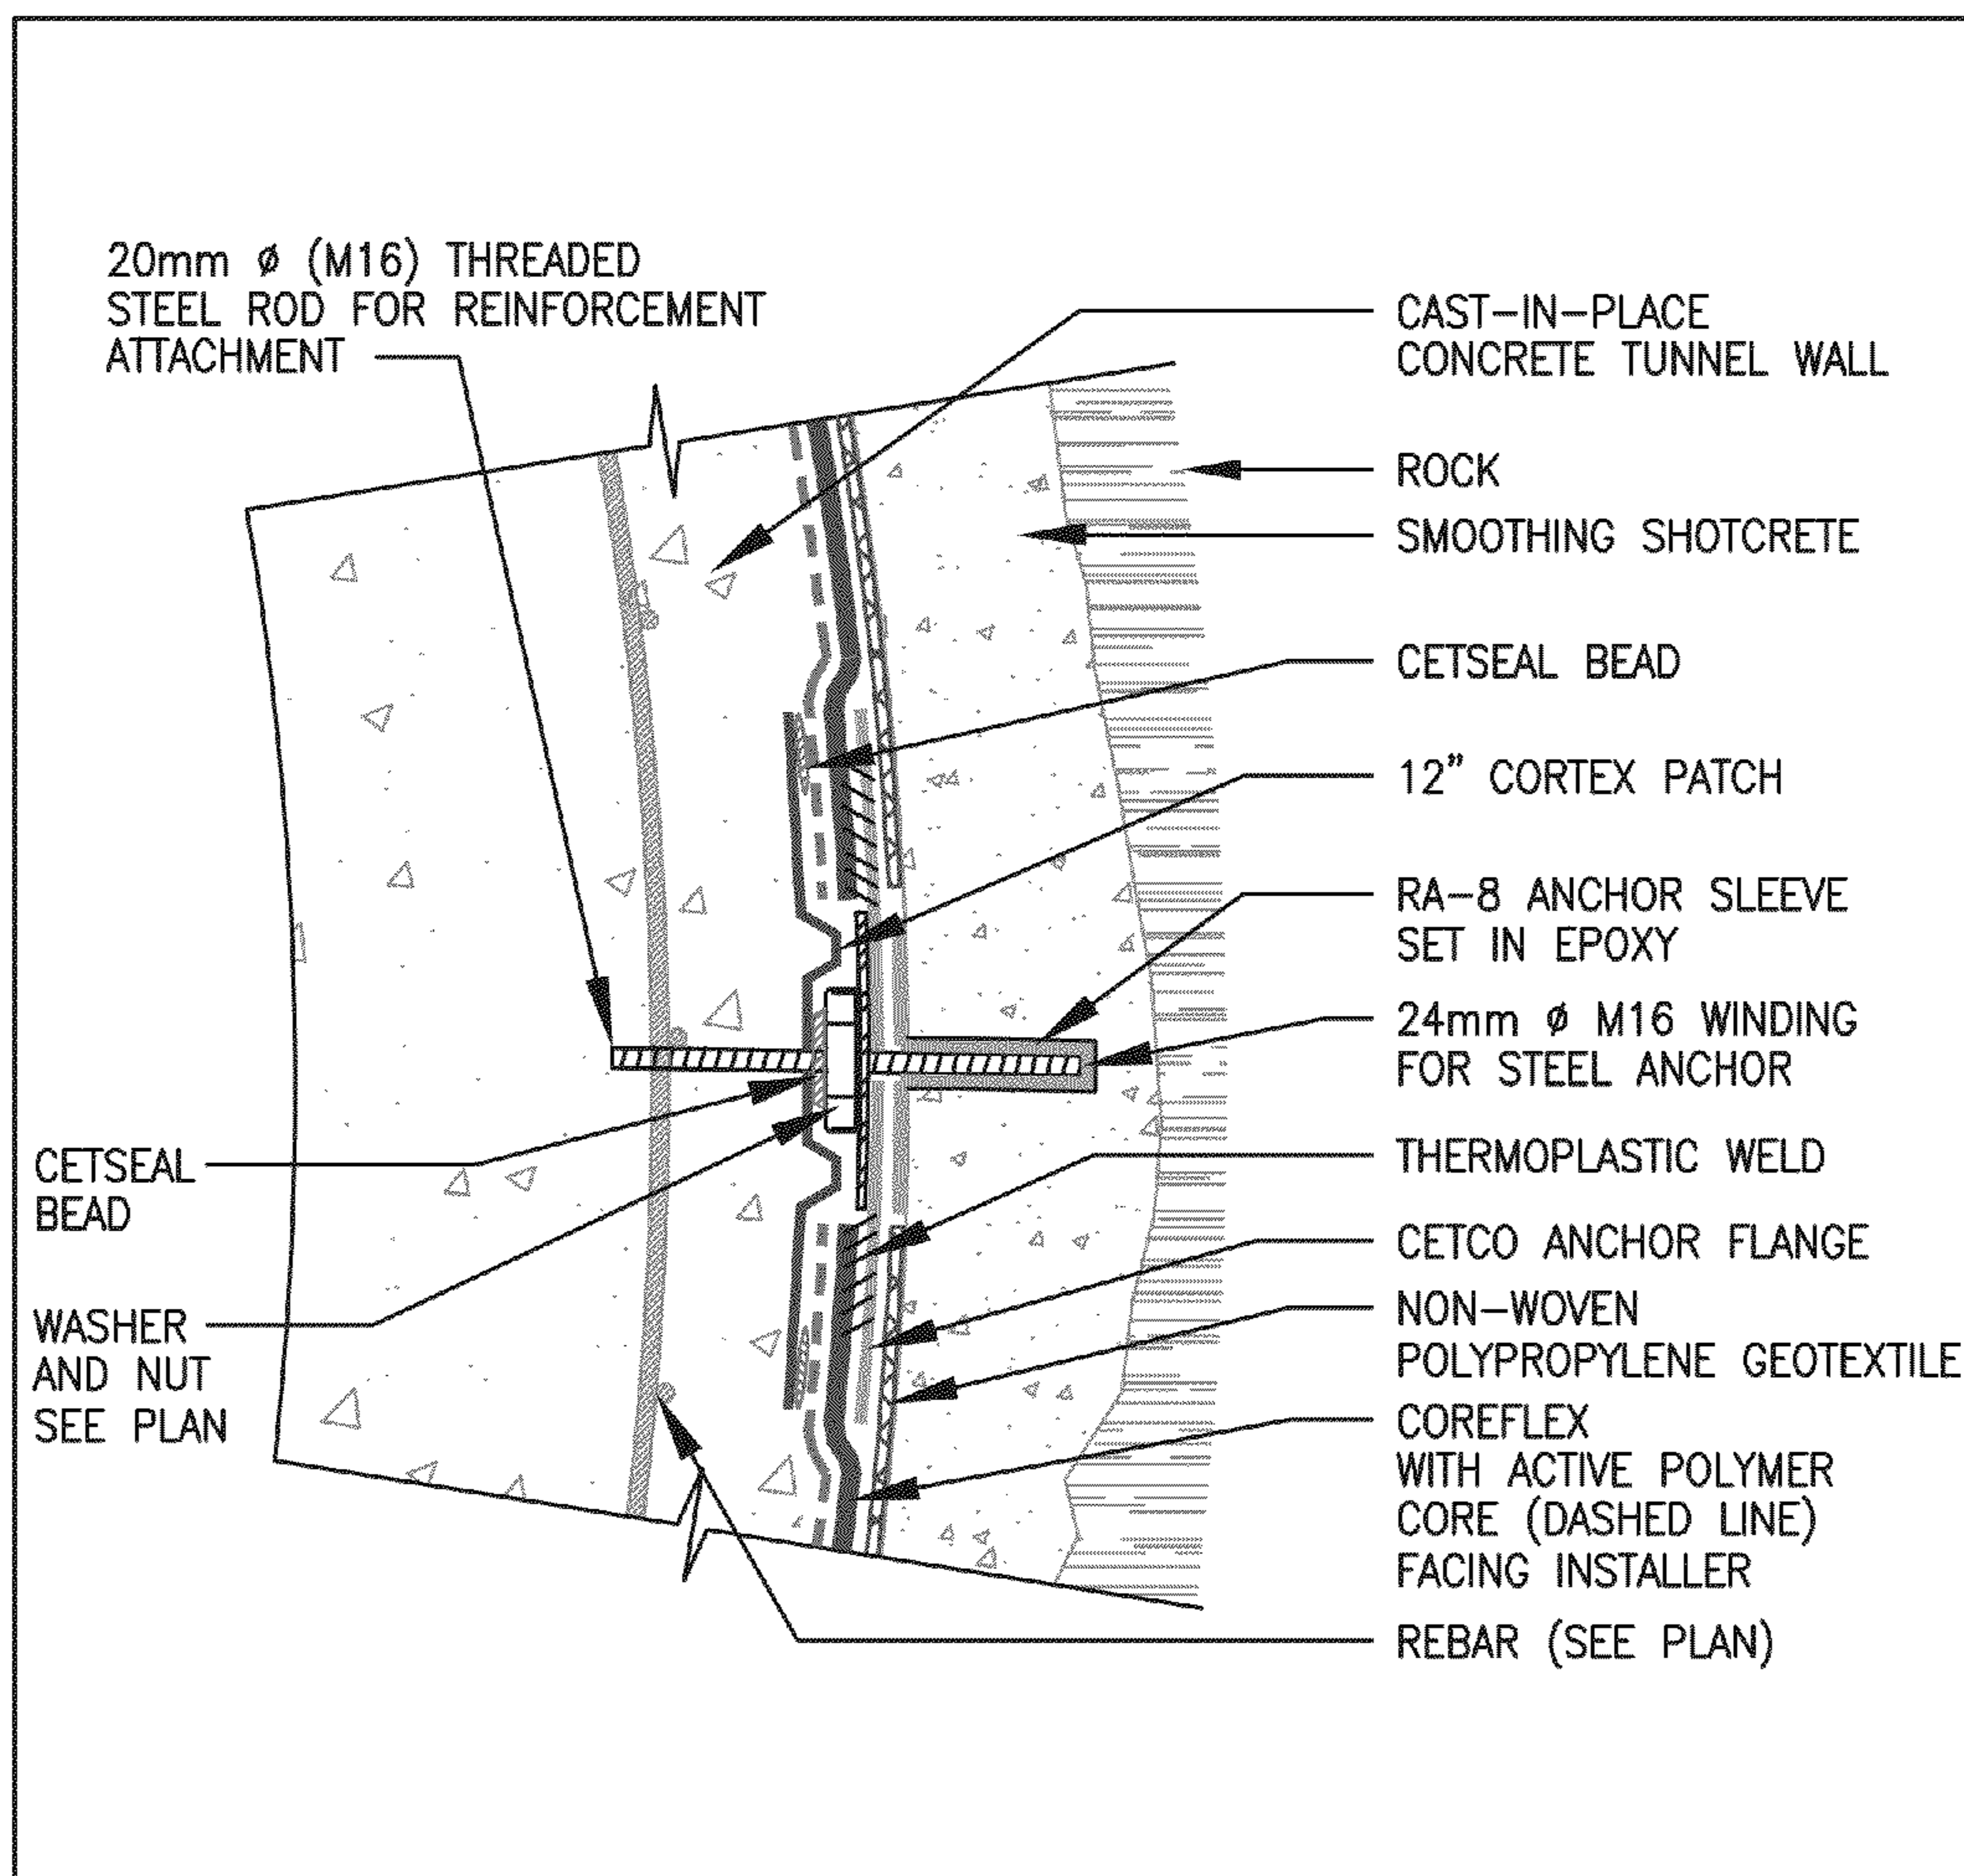 20mm ϕ (M16) THREADED
STEEL ROD FOR REINFORCEMENT
ATTACHMENT
CETSEAL
BEAD
WASHER
AND NUT
SEE PLAN
CAST-IN-PLACE
CONCRETE TUNNEL WALL
ROCK
SMOOTHING SHOTCRETE
CETSEAL BEAD
12" CORTEX PATCH
RA-8 ANCHOR SLEEVE
SET IN EPOXY
24mm ϕ M16 WINDING
FOR STEEL ANCHOR
THERMOPLASTIC WELD
CETCO ANCHOR FLANGE
NON-WOVEN
POLYPROPYLENE GEOTEXTILE
COREFLEX
WITH ACTIVE POLYMER
CORE (DASHED LINE)
FACING INSTALLER
REBAR (SEE PLAN)